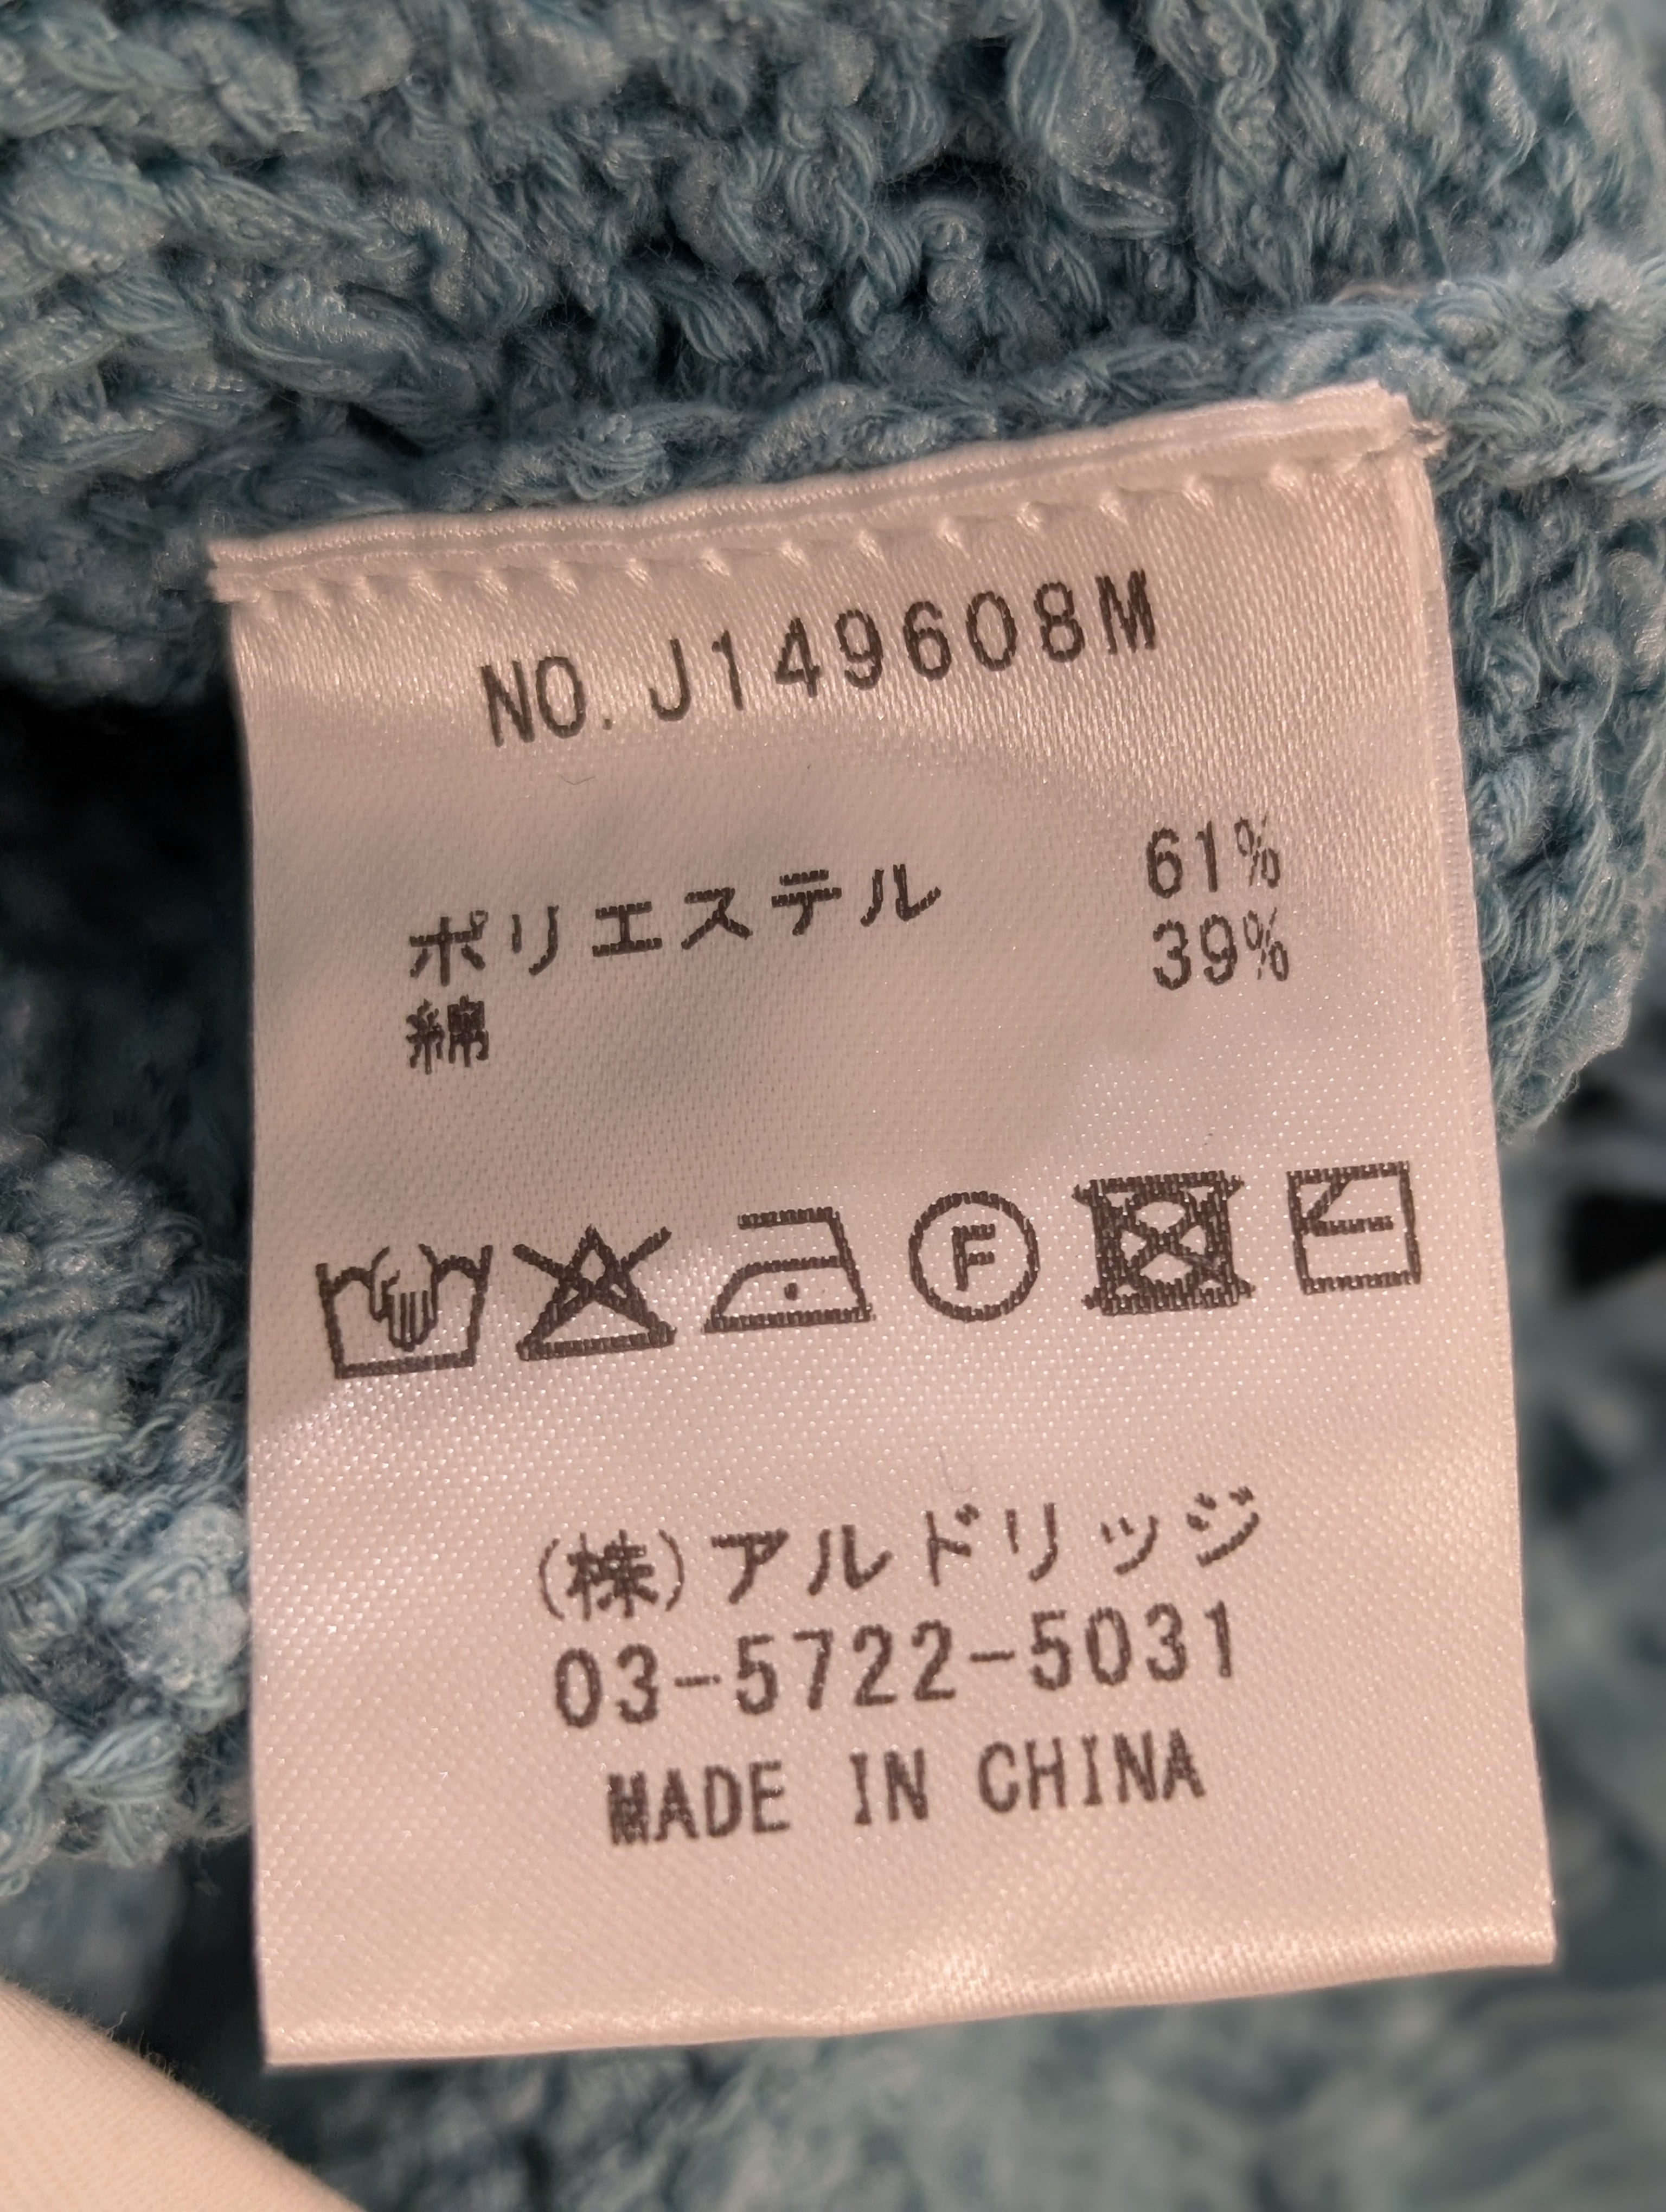 NO. J149608M
ポリエステル 61%
綿 39%
F
(株)アルドリッジ
03-5722-5031
MADE IN CHINA